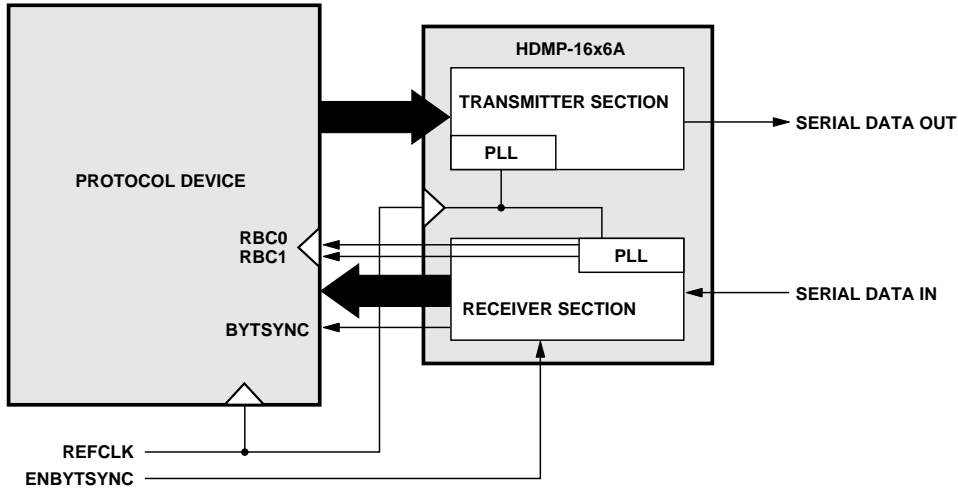 HDMP-16x6A
TRANSMITTER SECTION
PLL
SERIAL DATA OUT
PROTOCOL DEVICE
RBC0
RBC1
PLL
RECEIVER SECTION
SERIAL DATA IN
BYTSYNC
REFCLK
ENBYTSYNC